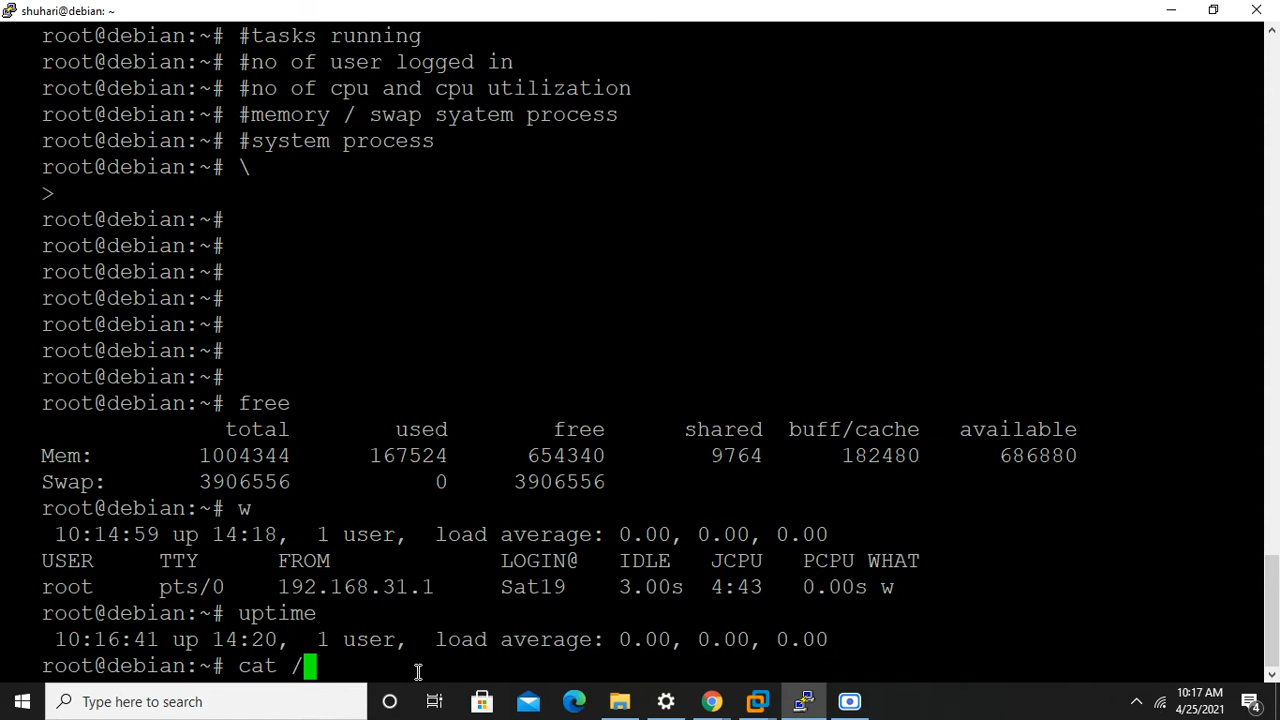 shuhari@debian: ~
root@debian:~# #tasks running
root@debian:~# #no of user logged in
root@debian:~# #no of cpu and cpu utilization
root@debian:~# #memory / swap syatem process
root@debian:~# #system process
root@debian:~# \
>
root@debian:~#
root@debian:~#
root@debian:~#
root@debian:~#
root@debian:~#
root@debian:~#
root@debian:~#
root@debian:~# free
total used free shared buff/cache available
Mem: 1004344 167524 654340 9764 182480 686880
Swap: 3906556 0 3906556
root@debian:~# w
10:14:59 up 14:18, 1 user, load average: 0.00, 0.00, 0.00
USER TTY FROM LOGIN@ IDLE JCPU PCPU WHAT
root pts/0 192.168.31.1 Sat19 3.00s 4:43 0.00s w
root@debian:~# uptime
10:16:41 up 14:20, 1 user, load average: 0.00, 0.00, 0.00
root@debian:~# cat /
Type here to search
10:17 AM
4/25/2021
4